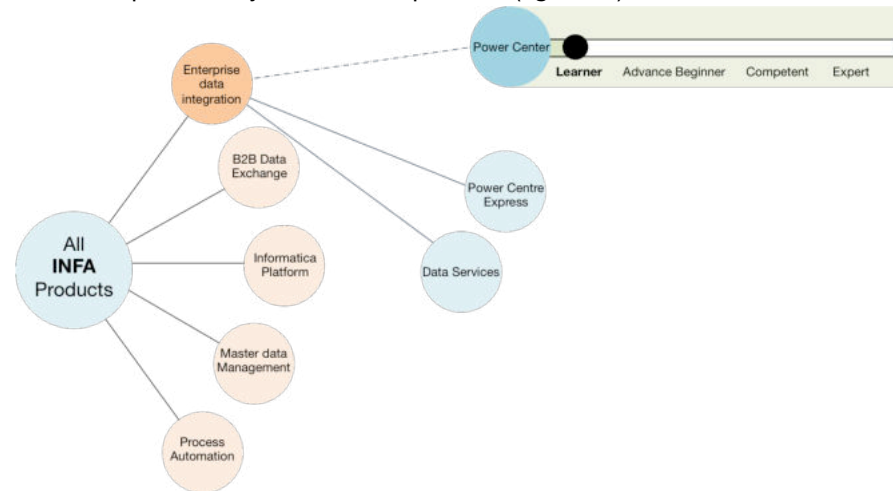 Power Center
Learner Advance Beginner Competent Expert
Enterprise
data
integration
B2B Data
Exchange
Power Centre
Express
All
INFA
Products
Informatica
Platform
Data Services
Master data
Management
Process
Automation